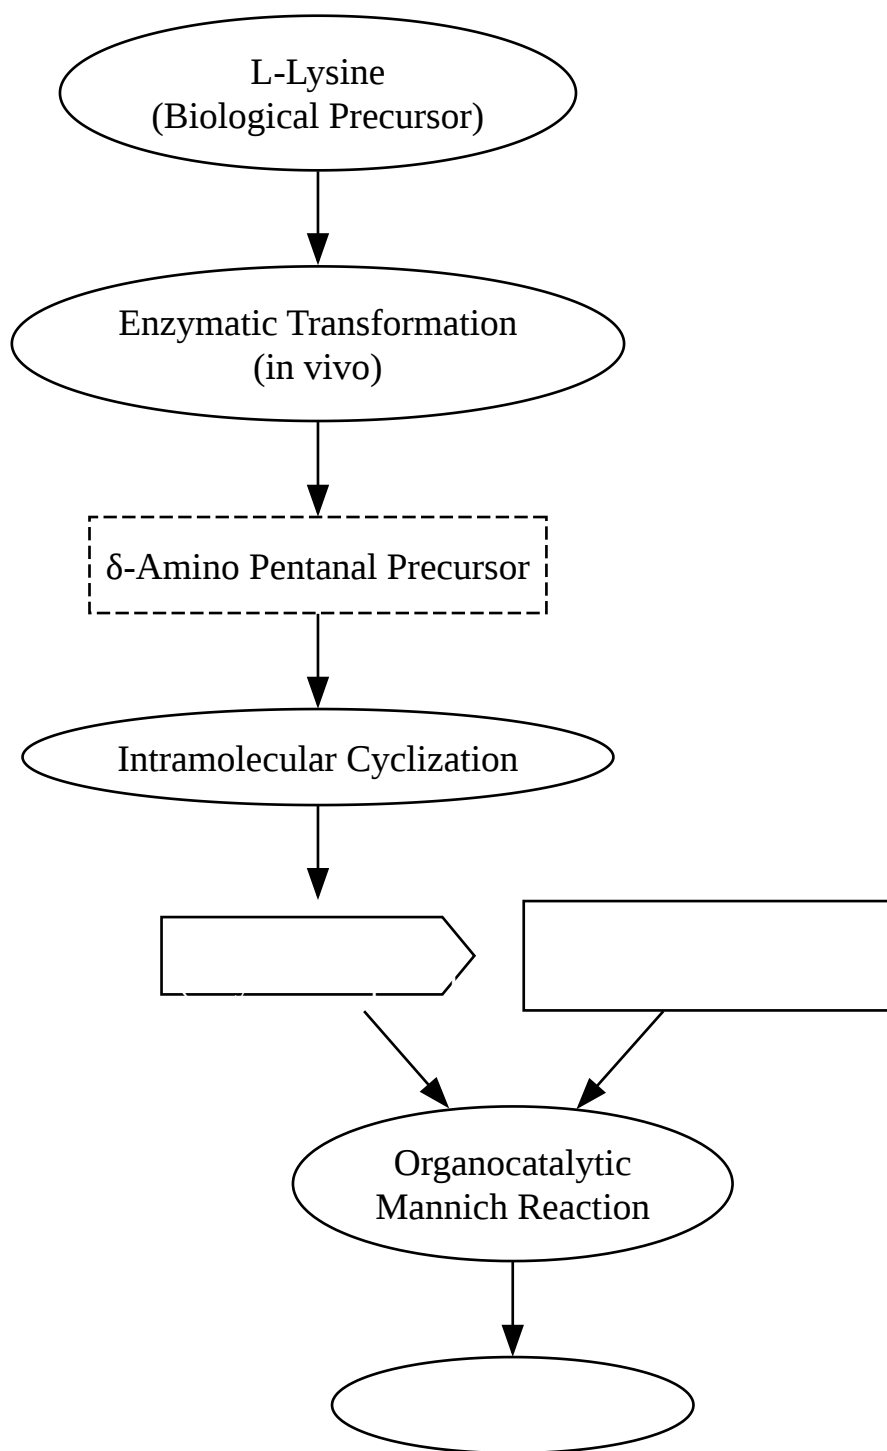 L-Lysine
(Biological Precursor)
Enzymatic Transformation
(in vivo)
δ-Amino Pentanal Precursor
Intramolecular Cyclization
Organocatalytic
Mannich Reaction